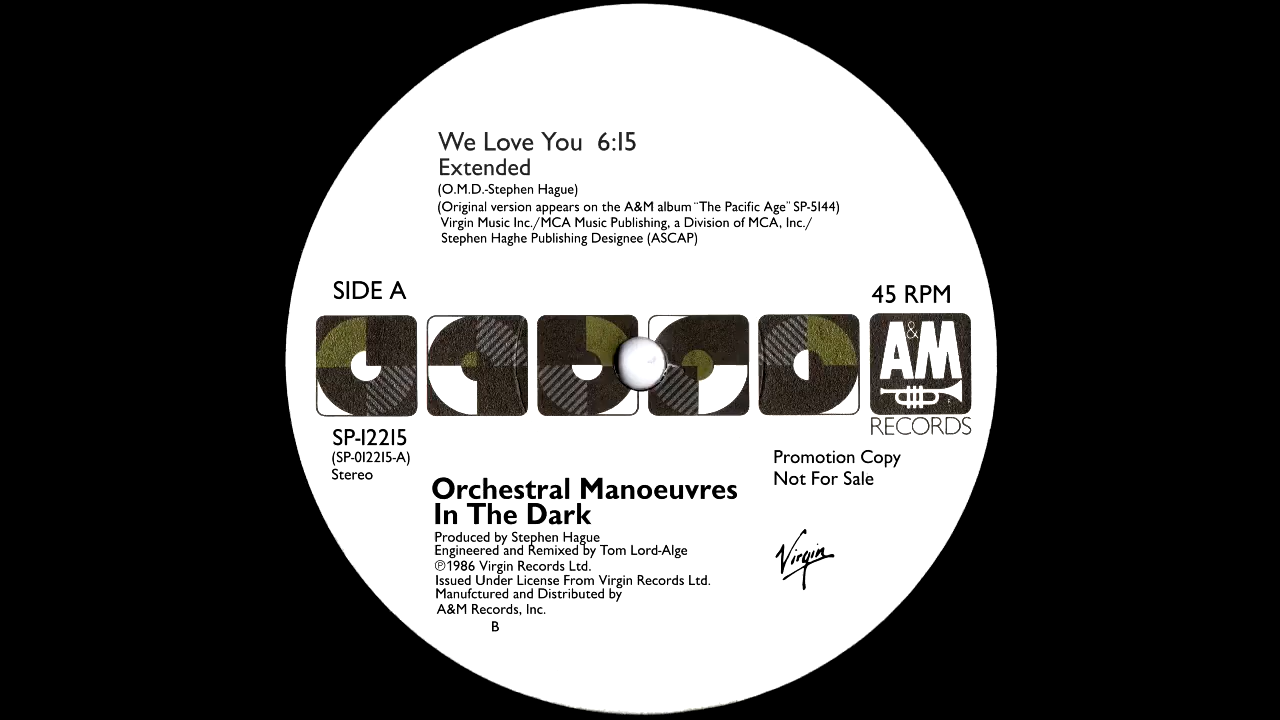 We Love You 6:15
Extended
(O.M.D.-Stephen Hague)
(Original version appears on the A&M album "The Pacific Age" SP-5144)
Virgin Music Inc./MCA Music Publishing, a Division of MCA, Inc./
Stephen Haghe Publishing Designee (ASCAP)
SIDE A
45 RPM
A&M
RECORDS
SP-12215
(SP-012215-A)
Stereo
Promotion Copy
Not For Sale
Orchestral Manoeuvres
In The Dark
Produced by Stephen Hague
Engineered and Remixed by Tom Lord-Alge
℗1986 Virgin Records Ltd.
Issued Under License From Virgin Records Ltd.
Manufctured and Distributed by
A&M Records, Inc.
B
Virgin